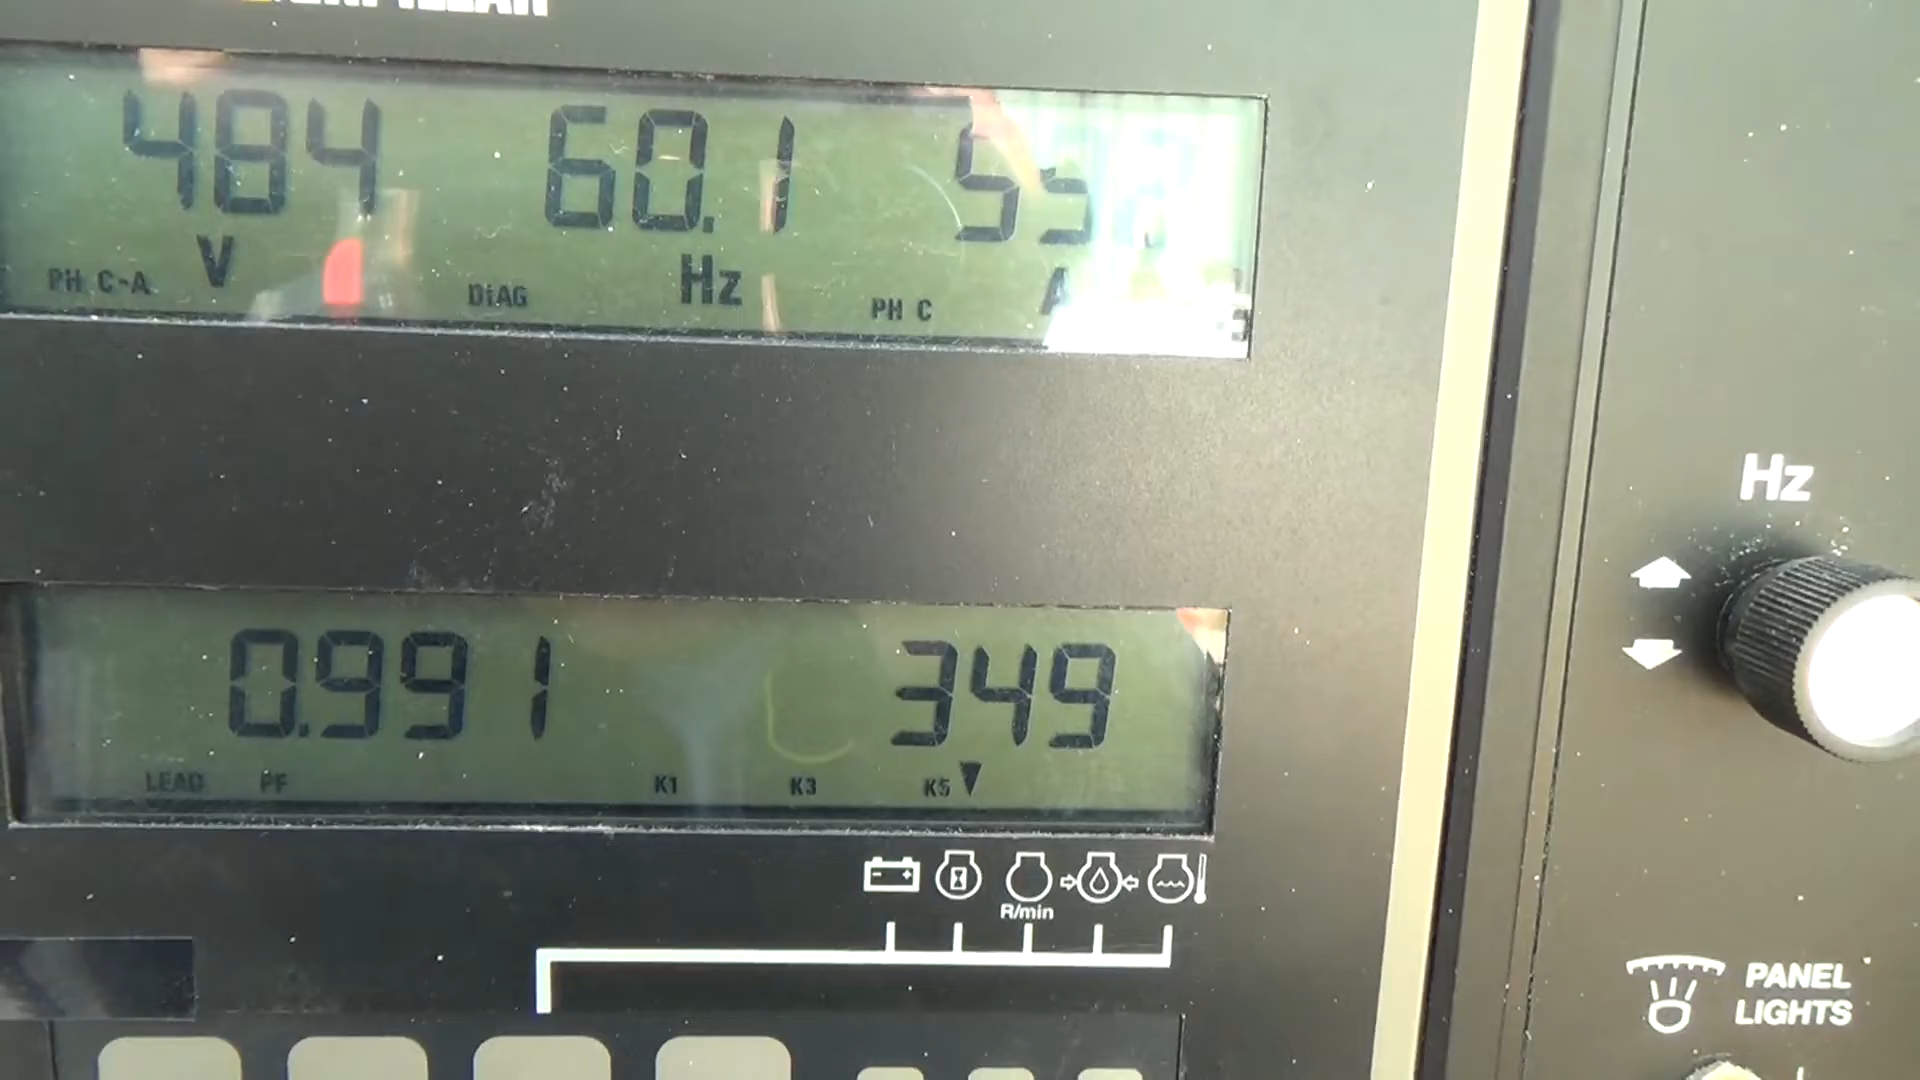 484 60.1
V Hz
PH C-A DiAG PH C
0.991 349
LEAD PF K1 K3 K5
R/min
Hz
PANEL
LIGHTS